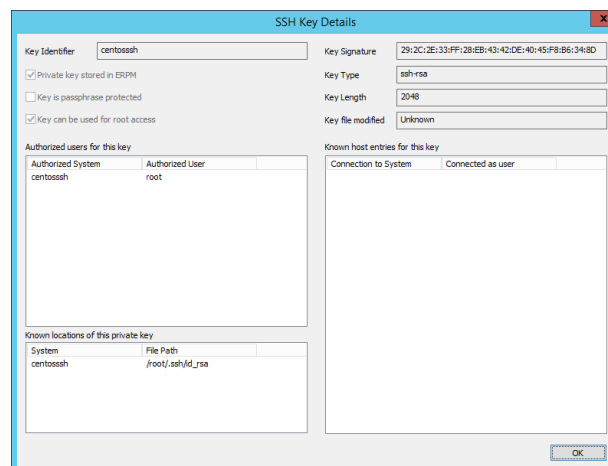 SSH Key Details
x
Key Identifier centosssh
Private key stored in ERPM
Key is passphrase protected
Key can be used for root access
Key Signature 29:2C:2E:33:FF:28:EB:43:42:DE:40:45:F8:B6:34:8D
Key Type ssh-rsa
Key Length 2048
Key file modified Unknown
Authorized users for this key
Authorized System Authorized User
centosssh root
Known locations of this private key
System File Path
centosssh /root/.ssh/id_rsa
Known host entries for this key
Connection to System Connected as user
OK